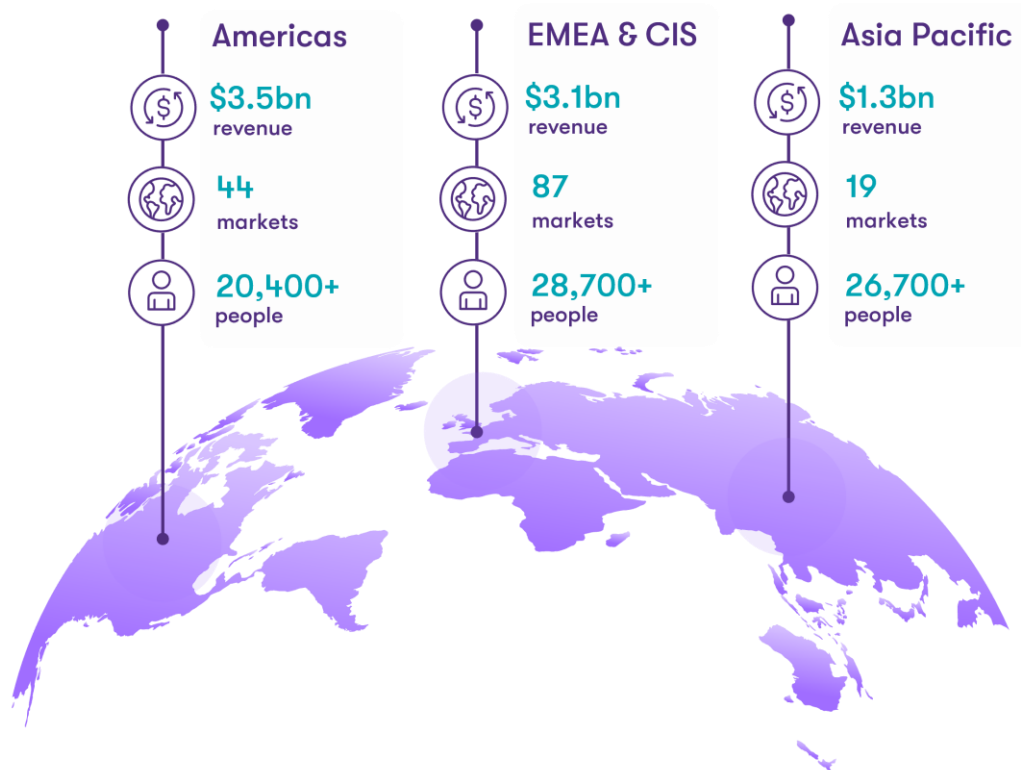 Americas
$3.5bn
revenue
44
markets
20,400+
people
EMEA & CIS
$3.1bn
revenue
87
markets
28,700+
people
Asia Pacific
$1.3bn
revenue
19
markets
26,700+
people